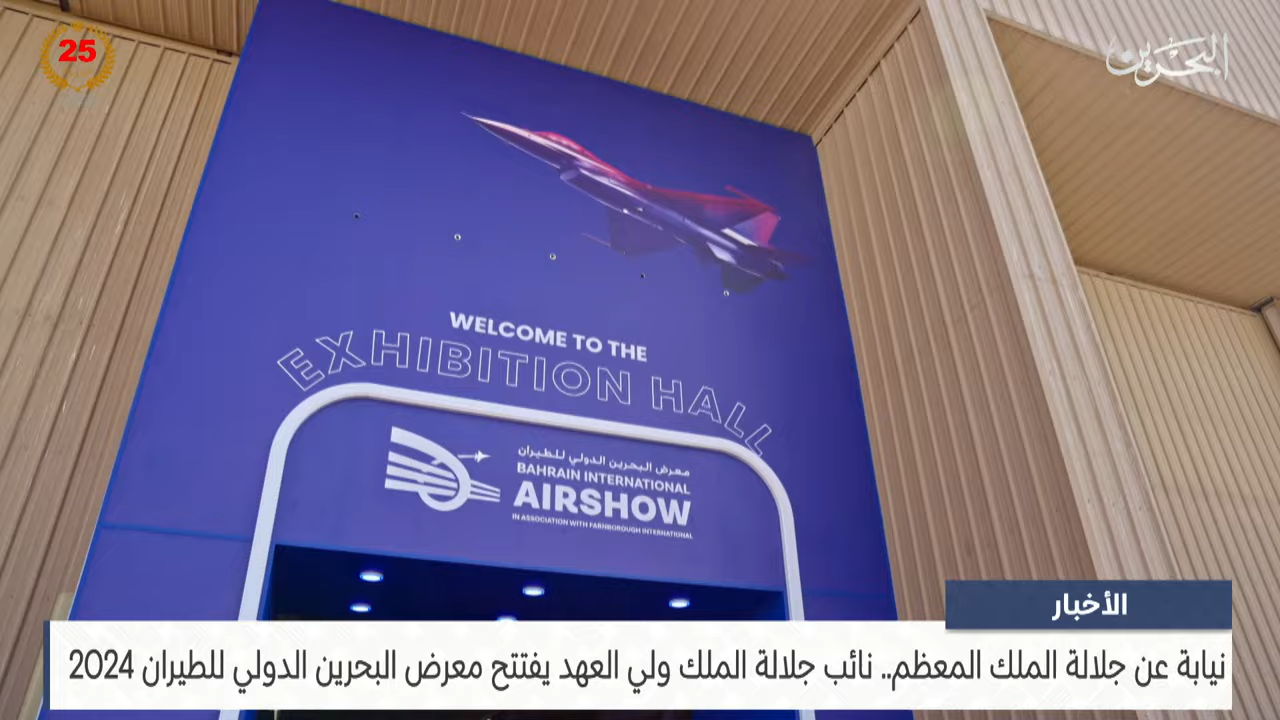 25
البحرين
WELCOME TO THE
EXHIBITION HALL
معرض البحرين الدولي للطيران
BAHRAIN INTERNATIONAL
AIRSHOW
IN ASSOCIATION WITH FARNBOROUGH INTERNATIONAL
الأخبار
نيابة عن جلالة الملك المعظم.. نائب جلالة الملك ولي العهد يفتتح معرض البحرين الدولي للطيران 2024